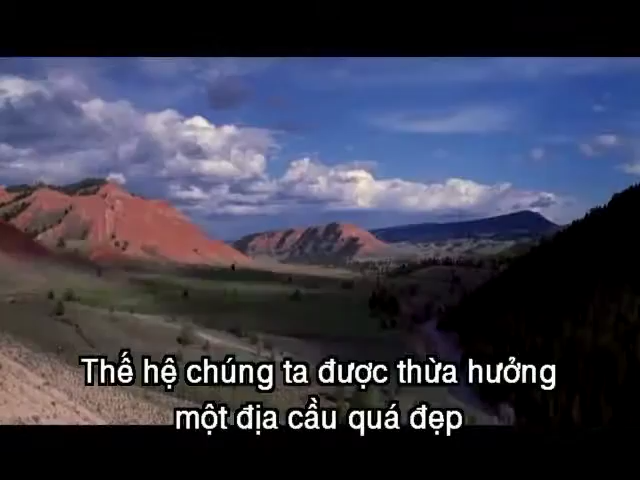 Thế hệ chúng ta được thừa hưởng
một địa cầu quá đẹp